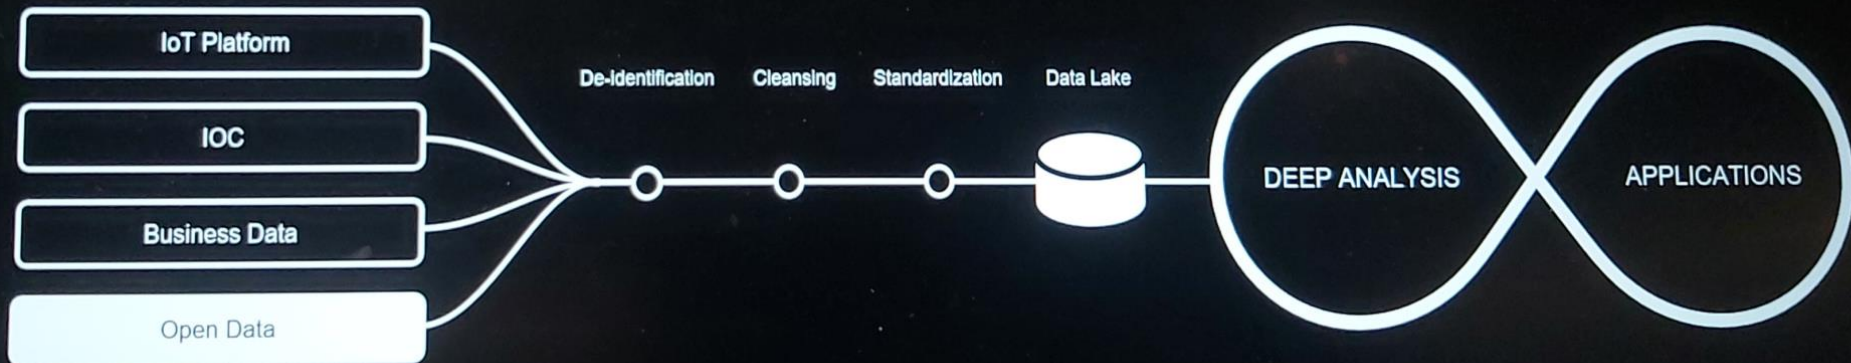 IoT Platform
IOC
Business Data
Open Data
De-identification
Cleansing
Standardization
Data Lake
DEEP ANALYSIS
APPLICATIONS